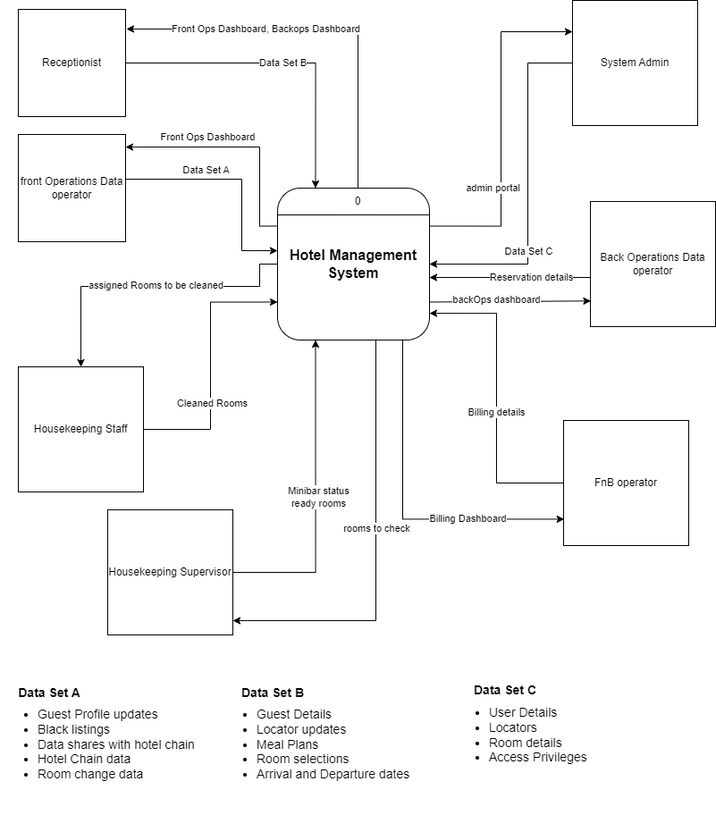 Front Ops Dashboard, Backops Dashboard
Receptionist
Data Set B
System Admin
Front Ops Dashboard
front Operations Data
operator
Data Set A
admin portal
0
Hotel Management
System
Data Set C
Back Operations Data
operator
Reservation details
backOps dashboard
assigned Rooms to be cleaned
Cleaned Rooms
Housekeeping Staff
Billing details
FnB operator
Minibar status
ready rooms
Billing Dashboard
rooms to check
Housekeeping Supervisor
Data Set A
• Guest Profile updates
• Black listings
• Data shares with hotel chain
• Hotel Chain data
• Room change data
Data Set B
• Guest Details
• Locator updates
• Meal Plans
• Room selections
• Arrival and Departure dates
Data Set C
• User Details
• Locators
• Room details
• Access Privileges